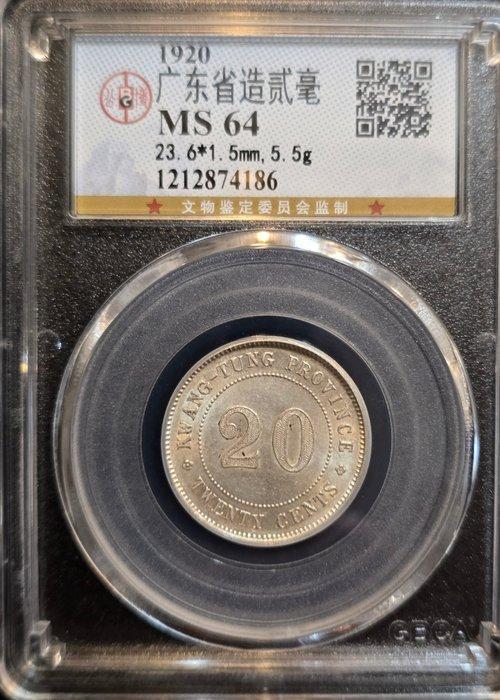 1920
广东省造贰毫
MS 64
23.6*1.5mm,5.5g
1212874186
文物鉴定委员会监制
KWANG-TUNG PROVINCE
20
TWENTY CENTS